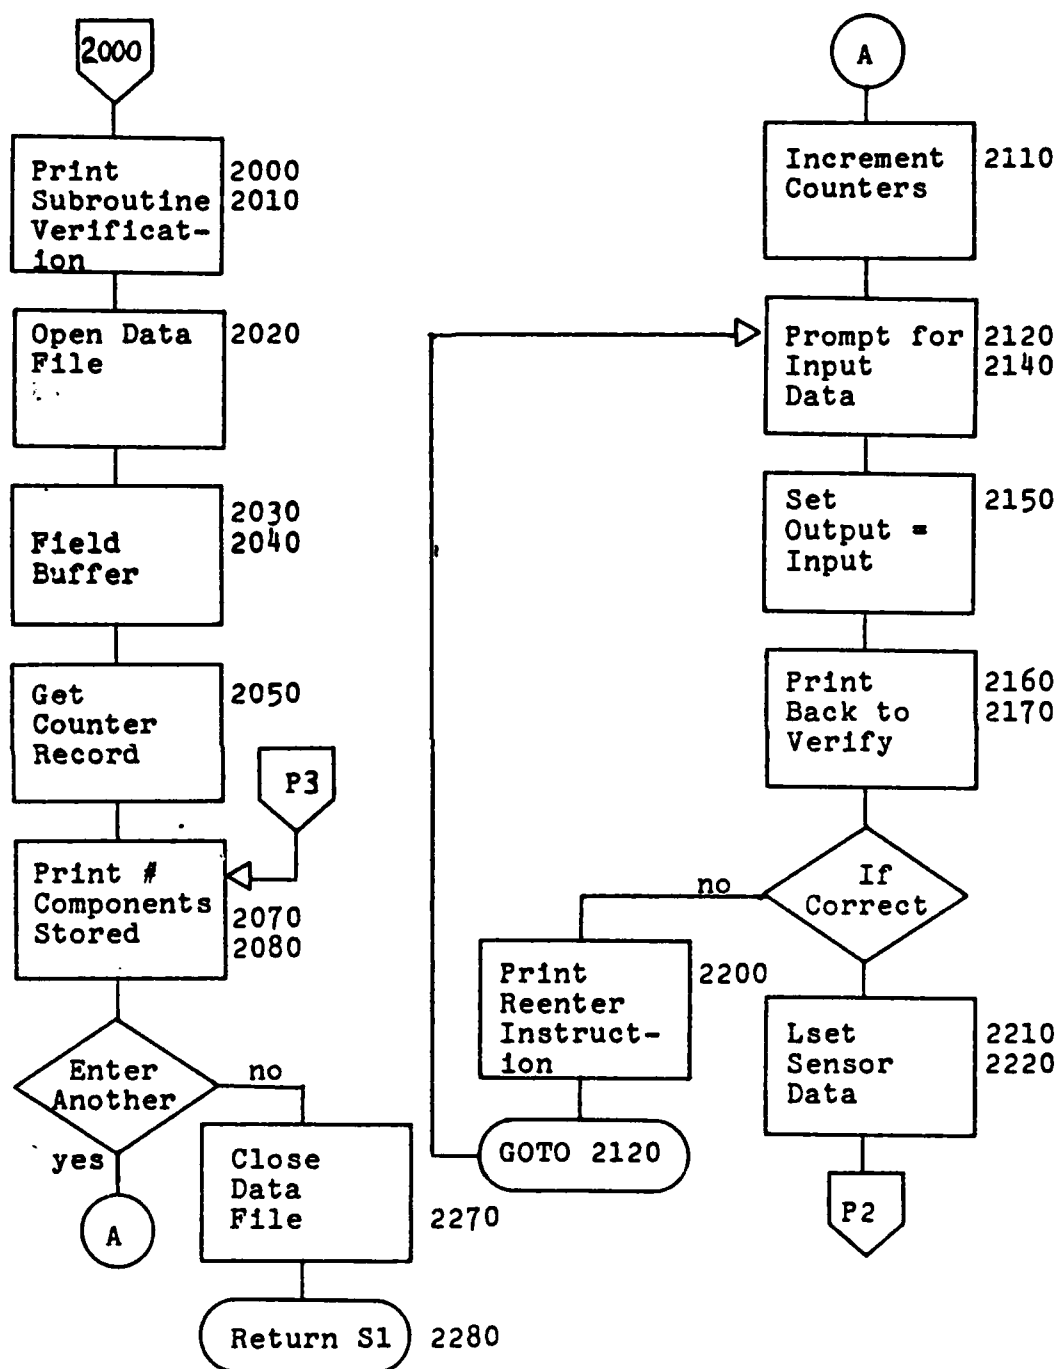 2000
Print
Subroutine
Verificat-
ion
2000
2010
Open Data
File
2020
Field
Buffer
2030
2040
Get
Counter
Record
2050
P3
Print #
Components
Stored
2070
2080
Enter
Another
no
yes
A
Close
Data
File
2270
Return S1
2280
A
Increment
Counters
2110
Prompt for
Input
Data
2120
2140
Set
Output =
Input
2150
Print
Back to
Verify
2160
2170
If
Correct
no
Print
Reenter
Instruct-
ion
2200
GOTO 2120
Lset
Sensor
Data
2210
2220
P2